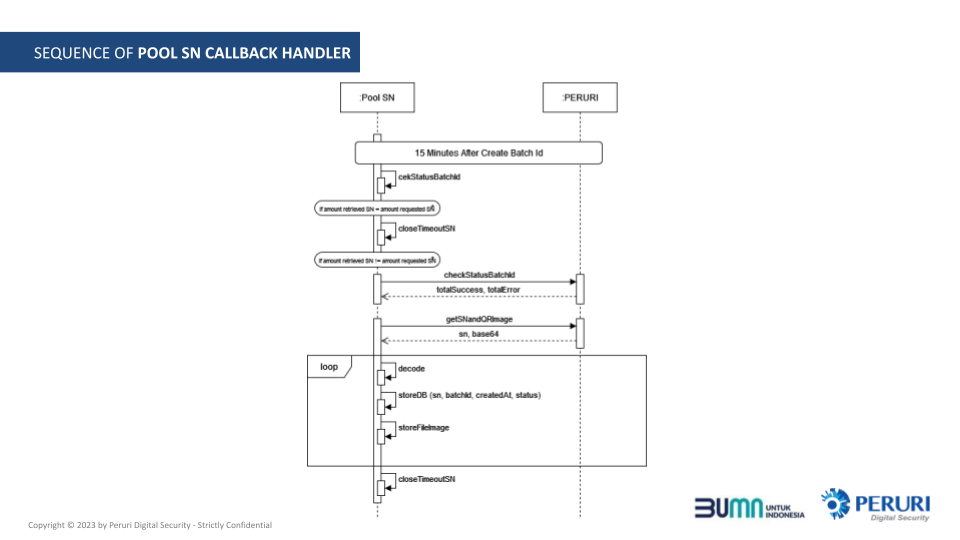 SEQUENCE OF POOL SN CALLBACK HANDLER
:Pool SN
:PERURI
15 Minutes After Create Batch Id
cekStatusBatchId
if amount retrieved SN = amount requested SN
closeTimeoutSN
if amount retrieved SN != amount requested SN
checkStatusBatchId
totalSuccess, totalError
getSNandQRImage
sn, base64
loop
decode
storeDB (sn, batchId, createdAt, status)
storeFileImage
closeTimeoutSN
BUMN UNTUK
INDONESIA
PERURI
Digital Security
Copyright © 2023 by Peruri Digital Security - Strictly Confidential